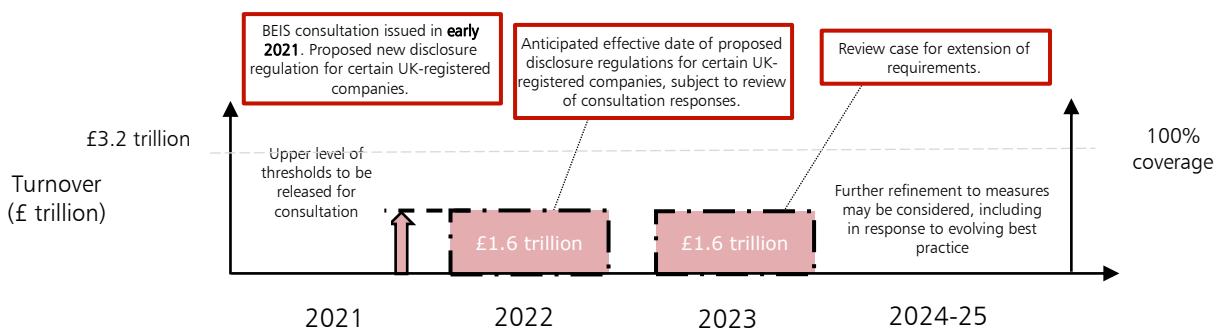 BEIS consultation issued in early
2021. Proposed new disclosure
regulation for certain UK-registered
companies.
Anticipated effective date of proposed
disclosure regulations for certain UK-
registered companies, subject to review
of consultation responses.
Review case for extension of
requirements.
£3.2 trillion
100%
coverage
Turnover
(£ trillion)
Upper level of
thresholds to be
released for
consultation
£1.6 trillion
£1.6 trillion
Further refinement to measures
may be considered, including
in response to evolving best
practice
2021
2022
2023
2024-25